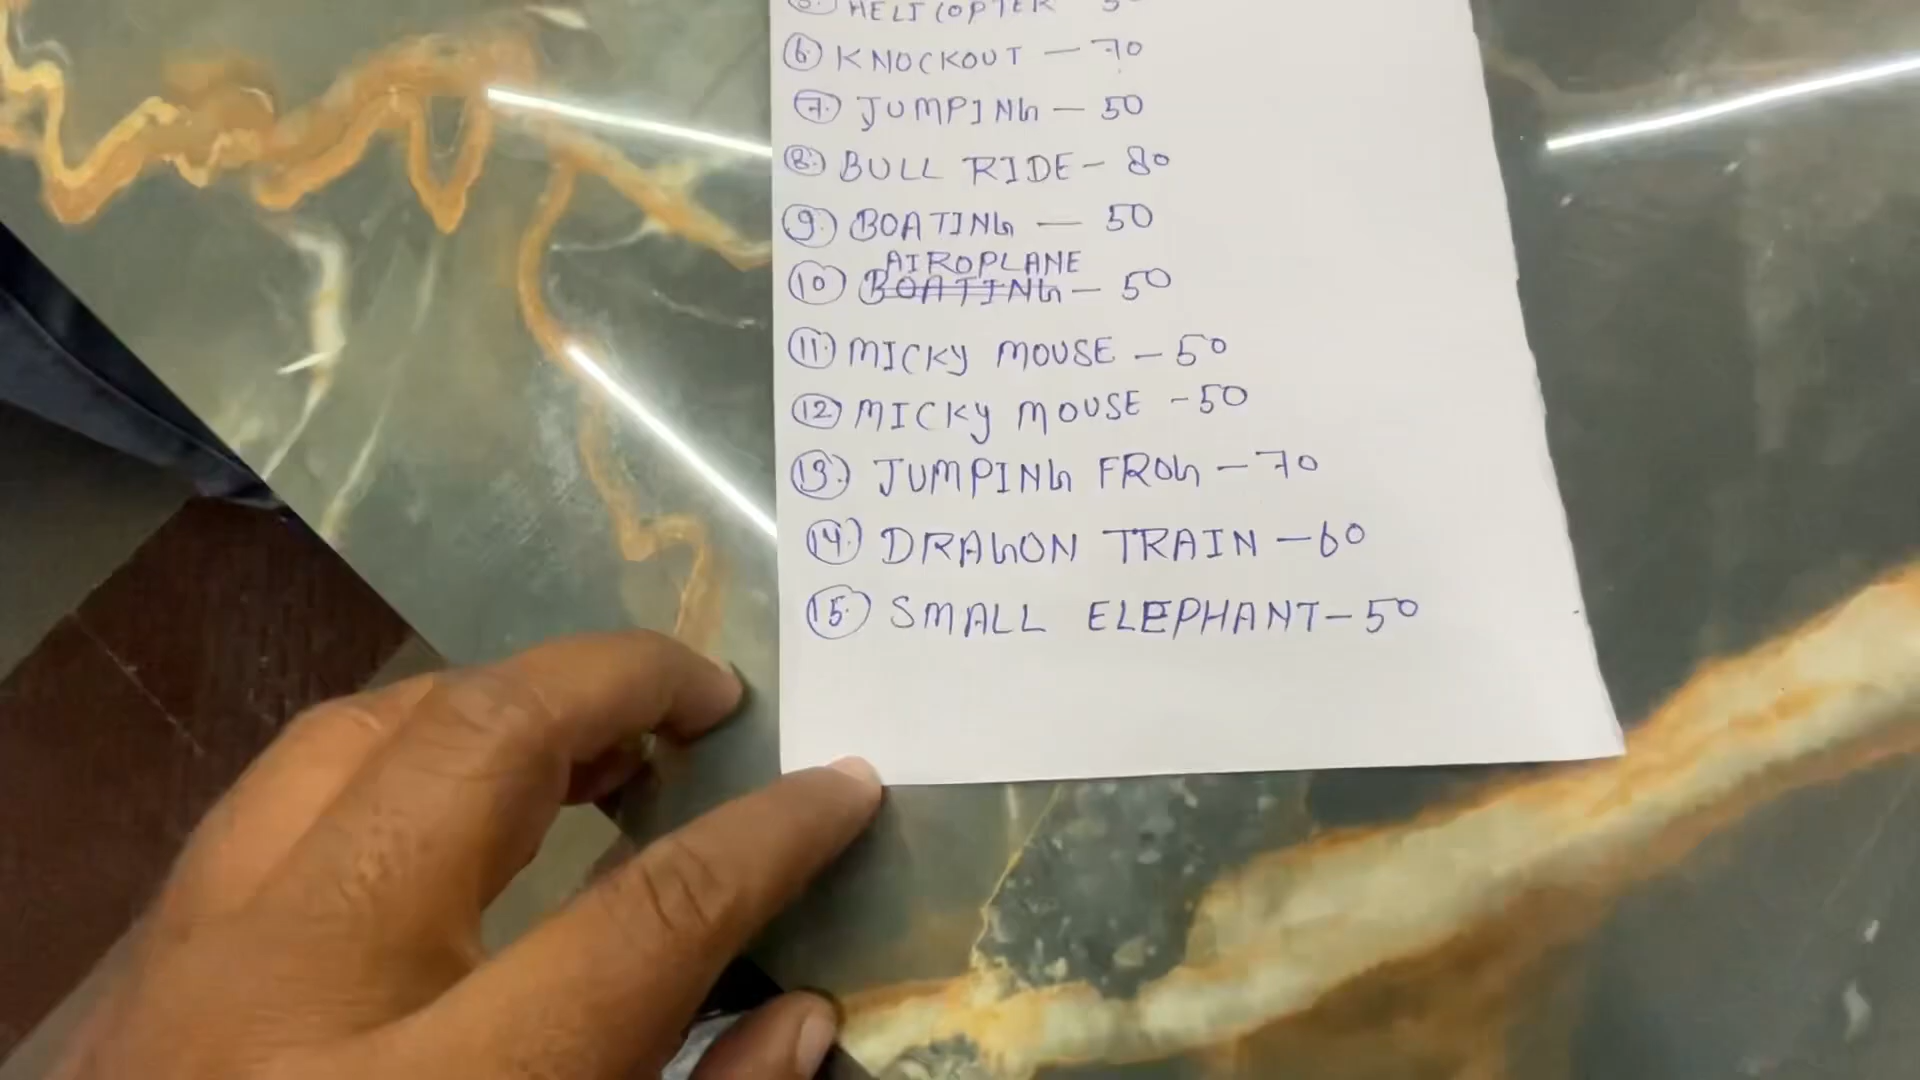 HELICOPTER
6. KNOCKOUT — 70
7. JUMPING — 50
8. BULL RIDE - 80
9. BOATING — 50
AIROPLANE
10 BOATING - 50
11. MICKY MOUSE - 50
12 MICKY MOUSE - 50
13. JUMPING FROG - 70
14. DRAGON TRAIN - 60
15. SMALL ELEPHANT - 50